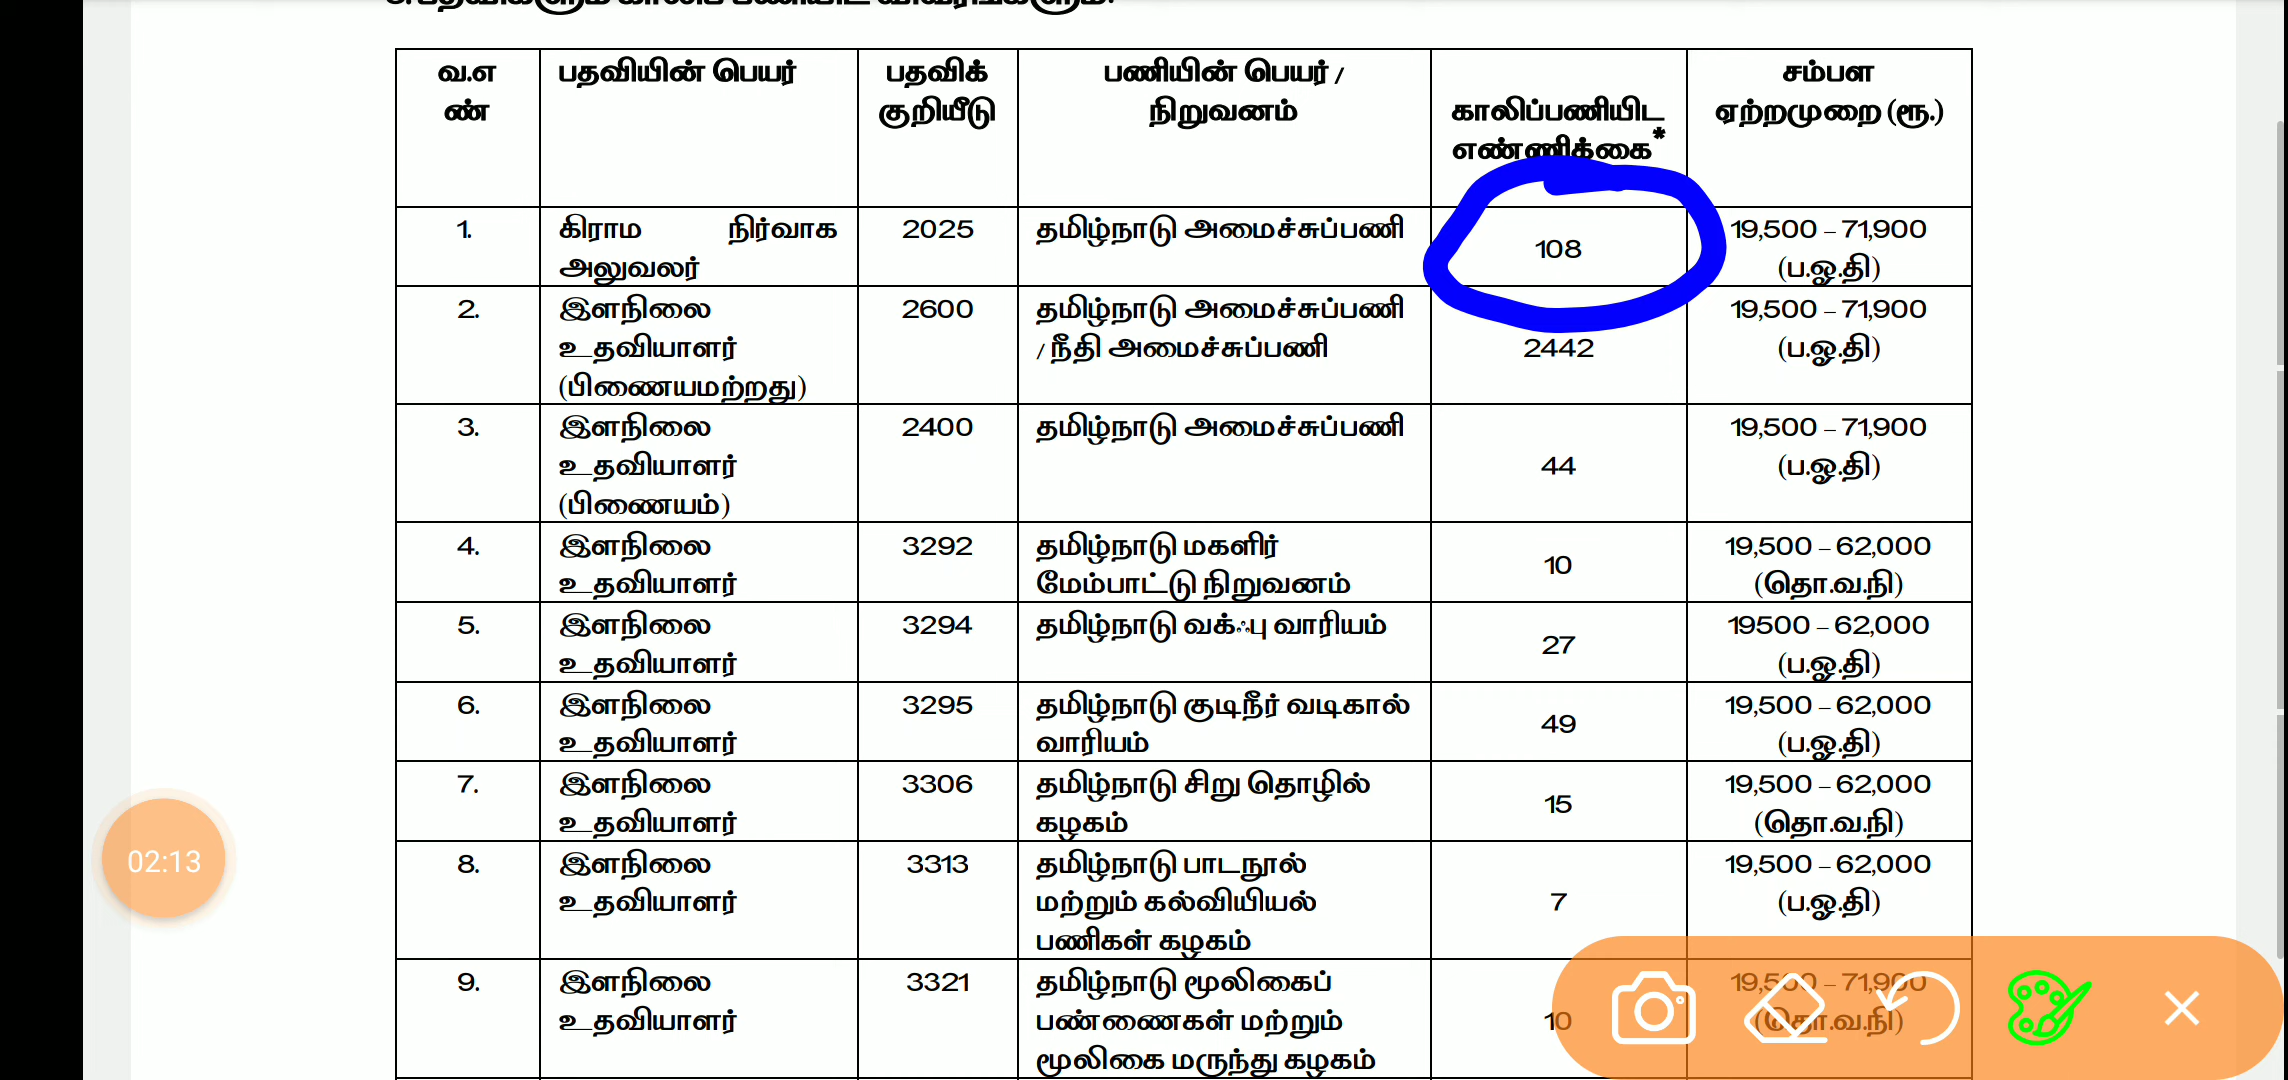 வ.எ
ண்
பதவியின் பெயர்
பதவிக்
குறியீடு
பணியின் பெயர் /
நிறுவனம்
காலிப்பணியிட
எண்ணிக்கை*
சம்பள
ஏற்றமுறை (ரூ.)
1.
கிராம நிர்வாக
அலுவலர்
2025
தமிழ்நாடு அமைச்சுப்பணி
108
19,500 – 71,900
(ப.ஓ.தி)
2.
இளநிலை
உதவியாளர்
(பிணையமற்றது)
2600
தமிழ்நாடு அமைச்சுப்பணி
/ நீதி அமைச்சுப்பணி
2442
19,500 – 71,900
(ப.ஓ.தி)
3.
இளநிலை
உதவியாளர்
(பிணையம்)
2400
தமிழ்நாடு அமைச்சுப்பணி
44
19,500 – 71,900
(ப.ஓ.தி)
4.
இளநிலை
உதவியாளர்
3292
தமிழ்நாடு மகளிர்
மேம்பாட்டு நிறுவனம்
10
19,500 – 62,000
(தொ.வ.நி)
5.
இளநிலை
உதவியாளர்
3294
தமிழ்நாடு வக்ஃபு வாரியம்
27
19500 – 62,000
(ப.ஓ.தி)
6.
இளநிலை
உதவியாளர்
3295
தமிழ்நாடு குடிநீர் வடிகால்
வாரியம்
49
19,500 – 62,000
(ப.ஓ.தி)
7.
இளநிலை
உதவியாளர்
3306
தமிழ்நாடு சிறு தொழில்
கழகம்
15
19,500 – 62,000
(தொ.வ.நி)
8.
இளநிலை
உதவியாளர்
3313
தமிழ்நாடு பாடநூல்
மற்றும் கல்வியியல்
பணிகள் கழகம்
7
19,500 – 62,000
(ப.ஓ.தி)
9.
இளநிலை
உதவியாளர்
3321
தமிழ்நாடு மூலிகைப்
பண்ணைகள் மற்றும்
மூலிகை மருந்து கழகம்
10
19,500 – 71,900
(தொ.வ.நி)
02:13